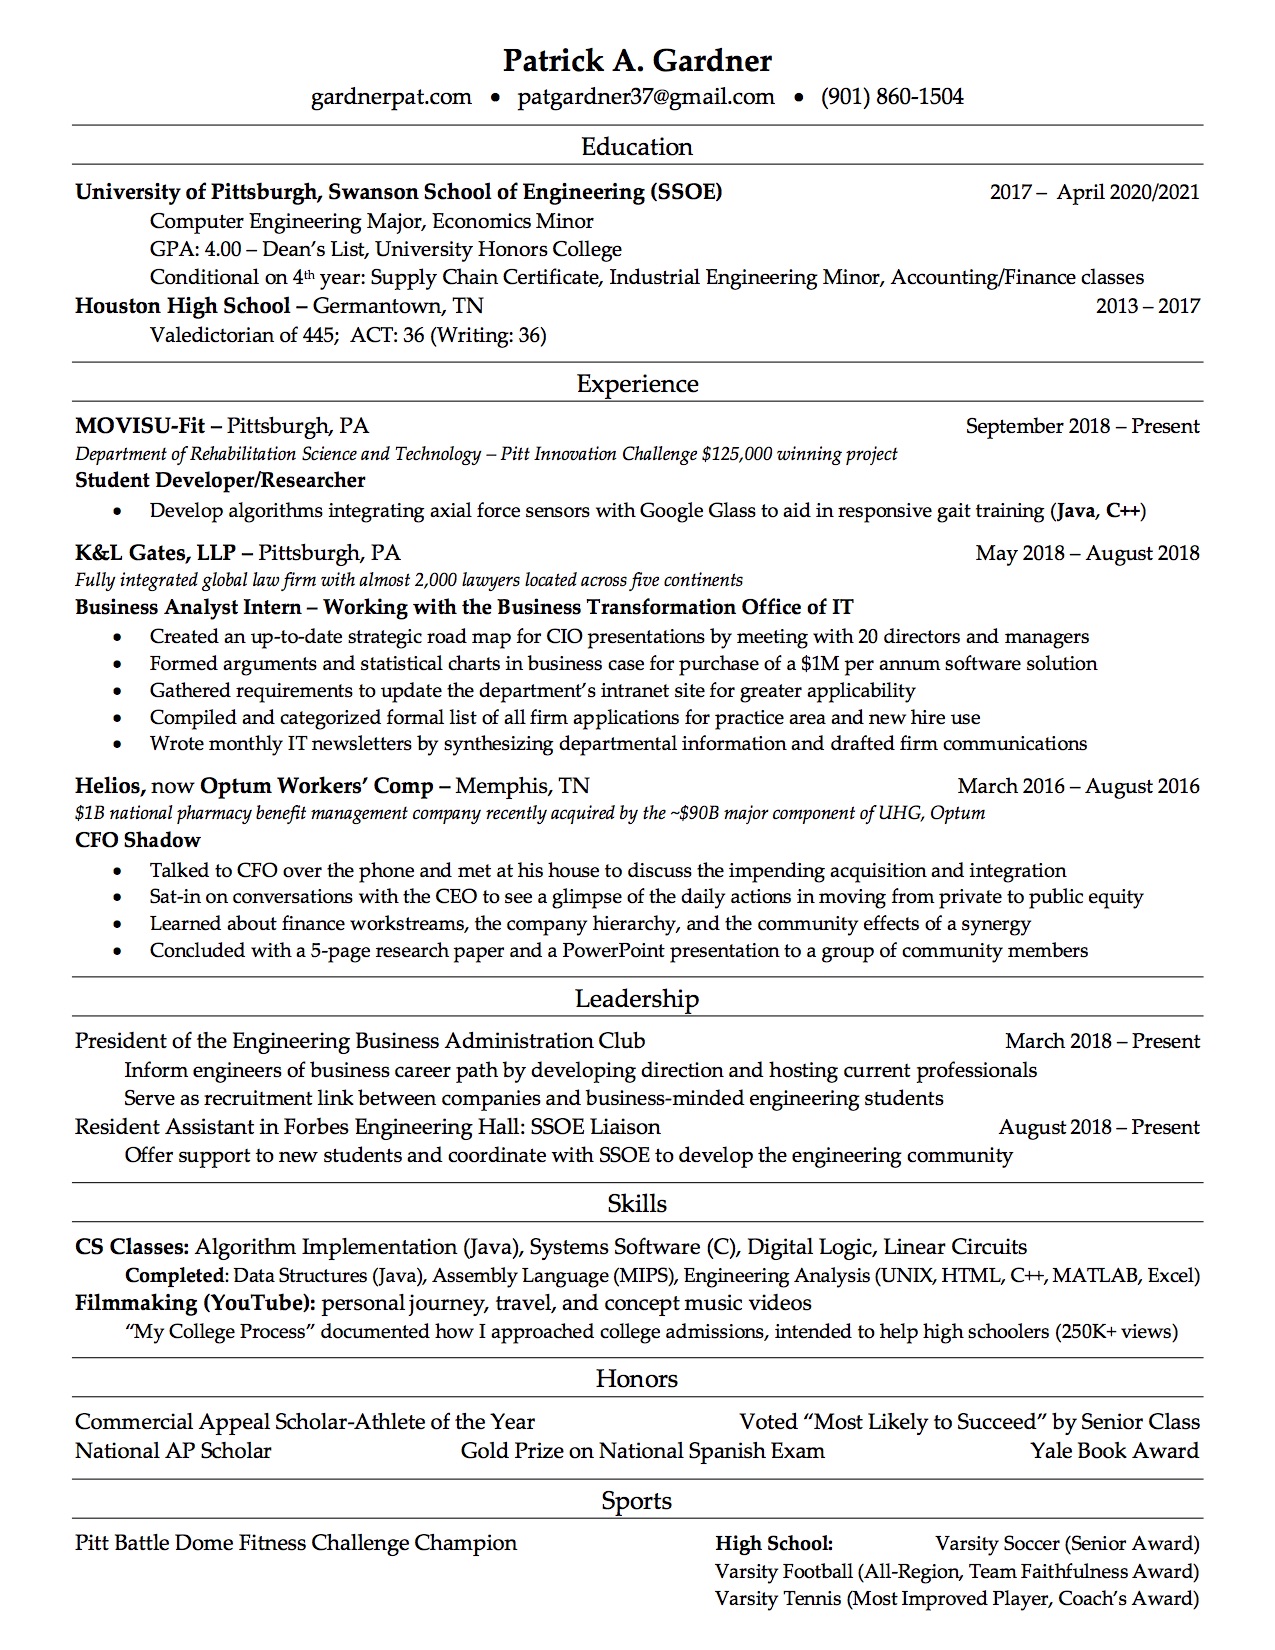 Patrick A. Gardner
gardnerpat.com • patgardner37@gmail.com • (901) 860-1504
Education
University of Pittsburgh, Swanson School of Engineering (SSOE) 2017 – April 2020/2021
Computer Engineering Major, Economics Minor
GPA: 4.00 – Dean's List, University Honors College
Conditional on 4th year: Supply Chain Certificate, Industrial Engineering Minor, Accounting/Finance classes
Houston High School – Germantown, TN 2013 – 2017
Valedictorian of 445; ACT: 36 (Writing: 36)
Experience
MOVISU-Fit – Pittsburgh, PA September 2018 – Present
Department of Rehabilitation Science and Technology – Pitt Innovation Challenge $125,000 winning project
Student Developer/Researcher
• Develop algorithms integrating axial force sensors with Google Glass to aid in responsive gait training (Java, C++)
K&L Gates, LLP – Pittsburgh, PA May 2018 – August 2018
Fully integrated global law firm with almost 2,000 lawyers located across five continents
Business Analyst Intern – Working with the Business Transformation Office of IT
• Created an up-to-date strategic road map for CIO presentations by meeting with 20 directors and managers
• Formed arguments and statistical charts in business case for purchase of a $1M per annum software solution
• Gathered requirements to update the department's intranet site for greater applicability
• Compiled and categorized formal list of all firm applications for practice area and new hire use
• Wrote monthly IT newsletters by synthesizing departmental information and drafted firm communications
Helios, now Optum Workers' Comp – Memphis, TN March 2016 – August 2016
$1B national pharmacy benefit management company recently acquired by the ~$90B major component of UHG, Optum
CFO Shadow
• Talked to CFO over the phone and met at his house to discuss the impending acquisition and integration
• Sat-in on conversations with the CEO to see a glimpse of the daily actions in moving from private to public equity
• Learned about finance workstreams, the company hierarchy, and the community effects of a synergy
• Concluded with a 5-page research paper and a PowerPoint presentation to a group of community members
Leadership
President of the Engineering Business Administration Club March 2018 – Present
Inform engineers of business career path by developing direction and hosting current professionals
Serve as recruitment link between companies and business-minded engineering students
Resident Assistant in Forbes Engineering Hall: SSOE Liaison August 2018 – Present
Offer support to new students and coordinate with SSOE to develop the engineering community
Skills
CS Classes: Algorithm Implementation (Java), Systems Software (C), Digital Logic, Linear Circuits
Completed: Data Structures (Java), Assembly Language (MIPS), Engineering Analysis (UNIX, HTML, C++, MATLAB, Excel)
Filmmaking (YouTube): personal journey, travel, and concept music videos
“My College Process” documented how I approached college admissions, intended to help high schoolers (250K+ views)
Honors
Commercial Appeal Scholar-Athlete of the Year Voted “Most Likely to Succeed” by Senior Class
National AP Scholar Gold Prize on National Spanish Exam Yale Book Award
Sports
Pitt Battle Dome Fitness Challenge Champion High School: Varsity Soccer (Senior Award)
Varsity Football (All-Region, Team Faithfulness Award)
Varsity Tennis (Most Improved Player, Coach's Award)